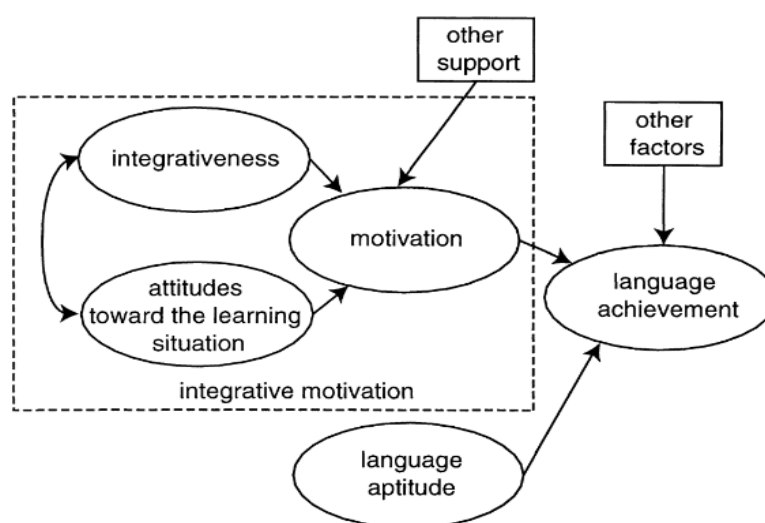 other
support
other
factors
integrativeness
motivation
attitudes
toward the learning
situation
language
achievement
integrative motivation
language
aptitude